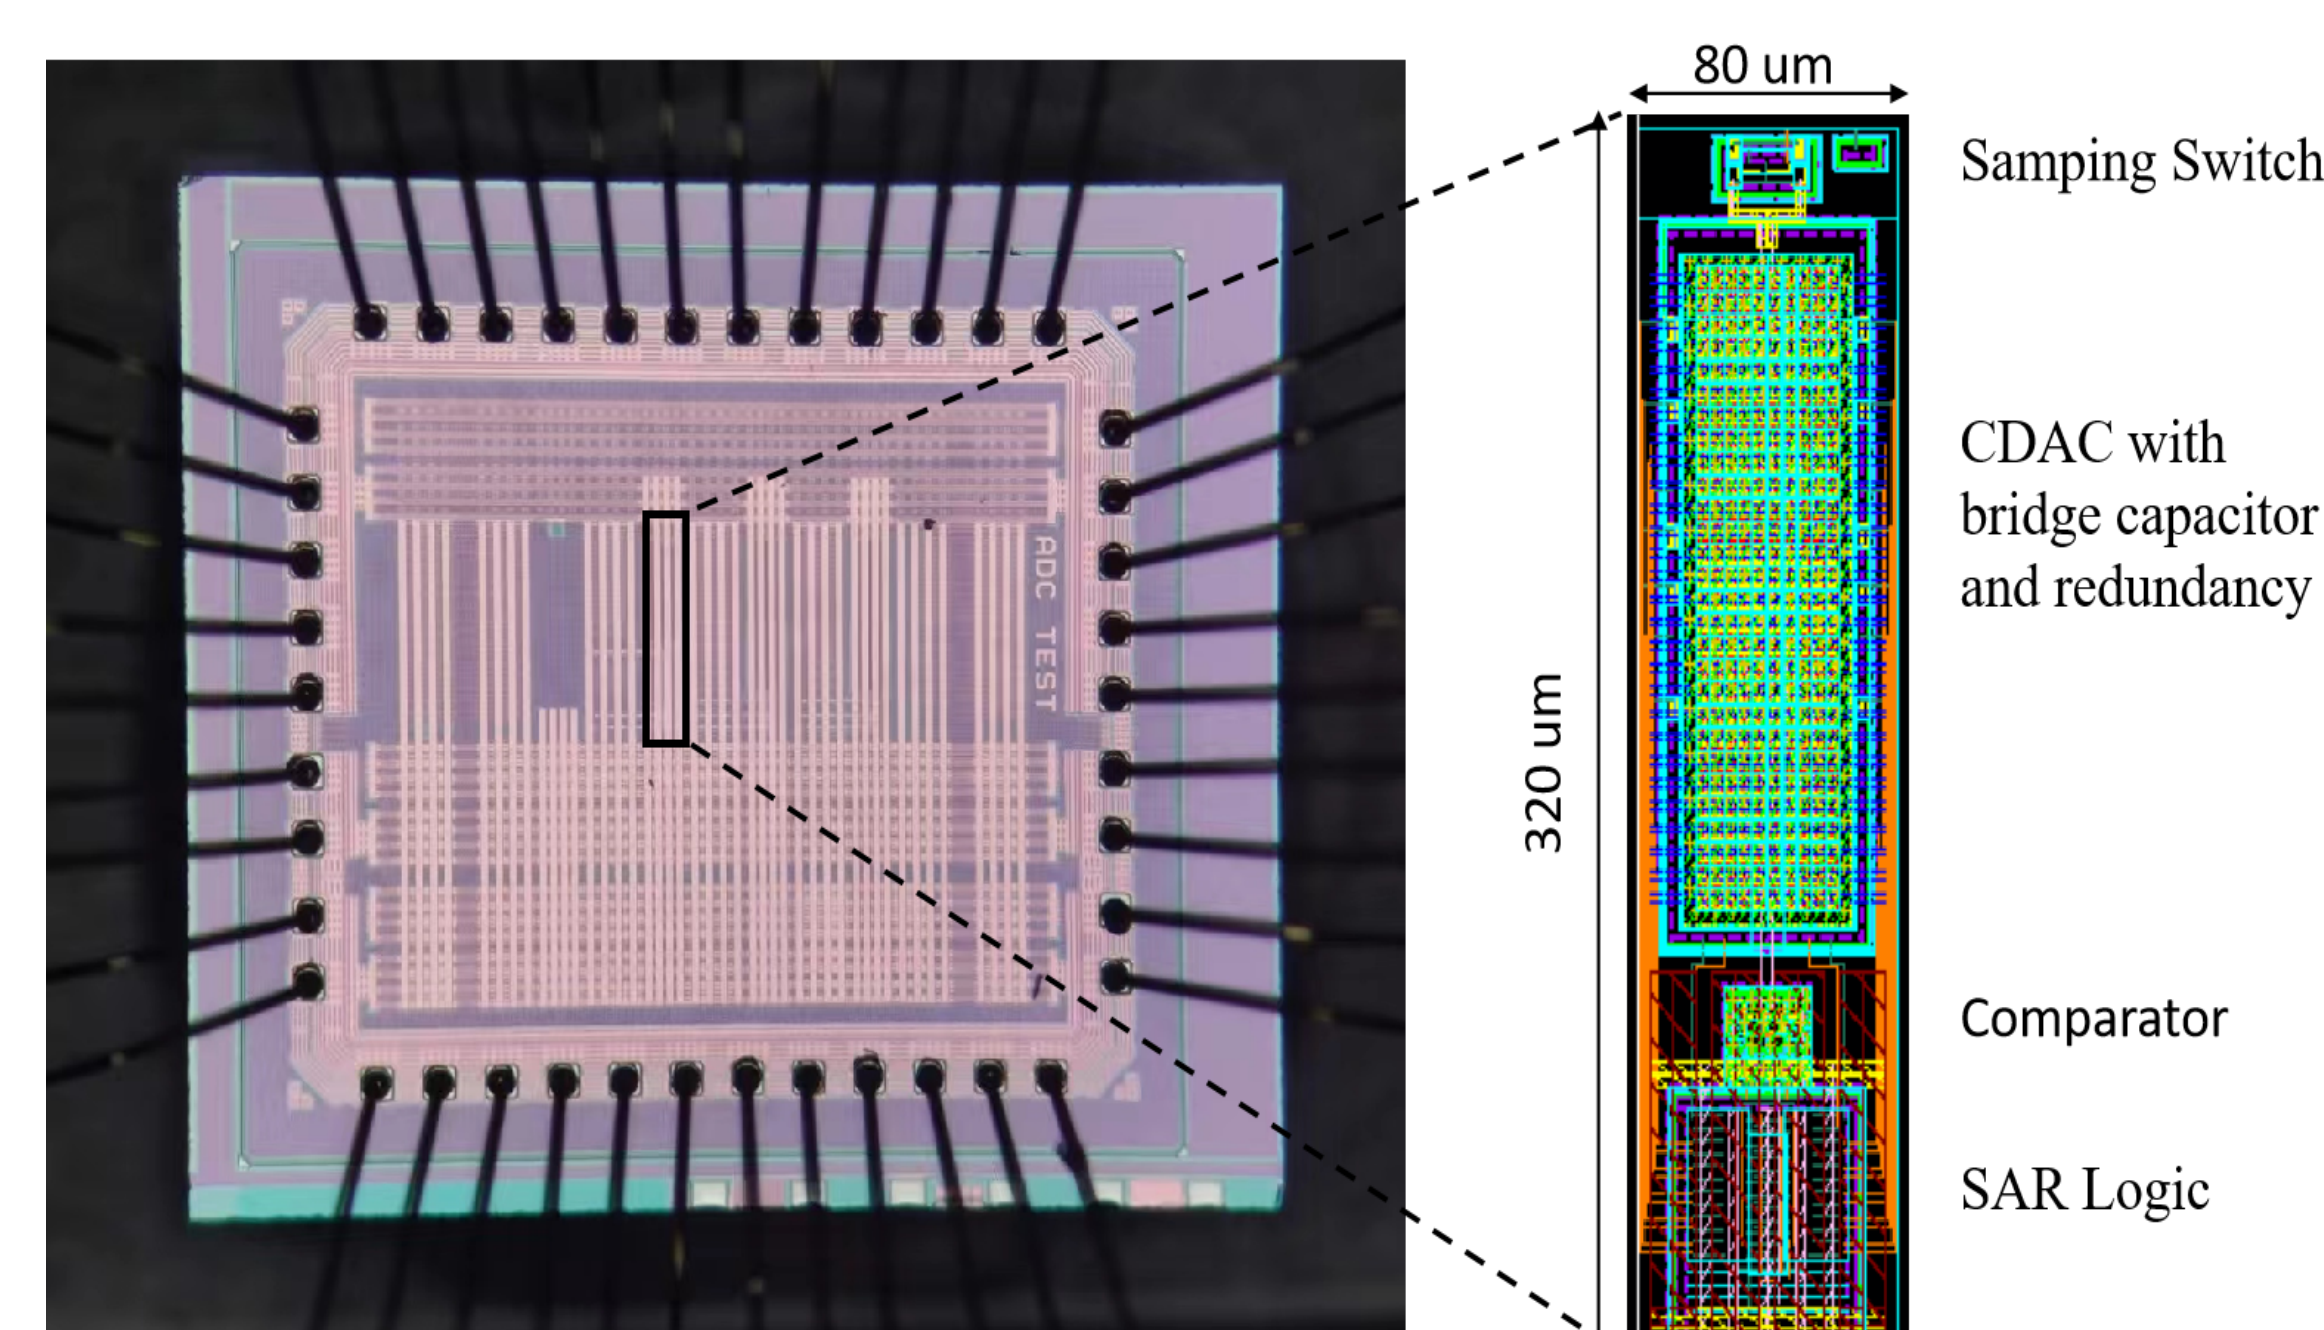 80 um
Samping Switch
CDAC with
bridge capacitor
and redundancy
320 um
ADC TEST
Comparator
SAR Logic